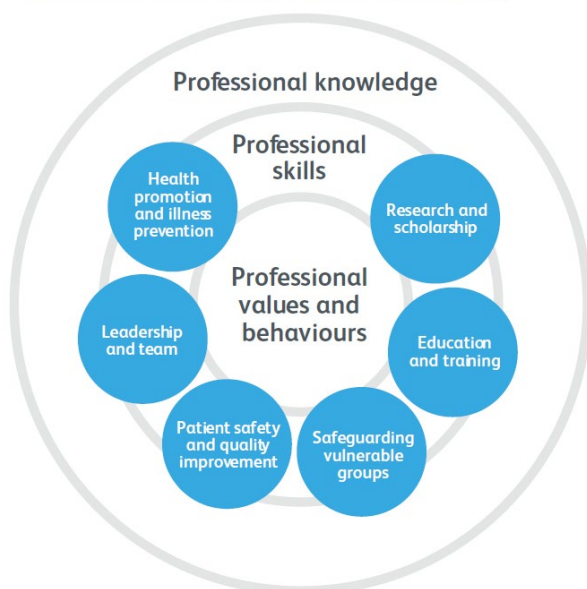 Professional knowledge
Professional
skills
Health
promotion
and illness
prevention
Research and
scholarship
Professional
values and
behaviours
Leadership
and team
Education
and training
Patient safety
and quality
improvement
Safeguarding
vulnerable
groups